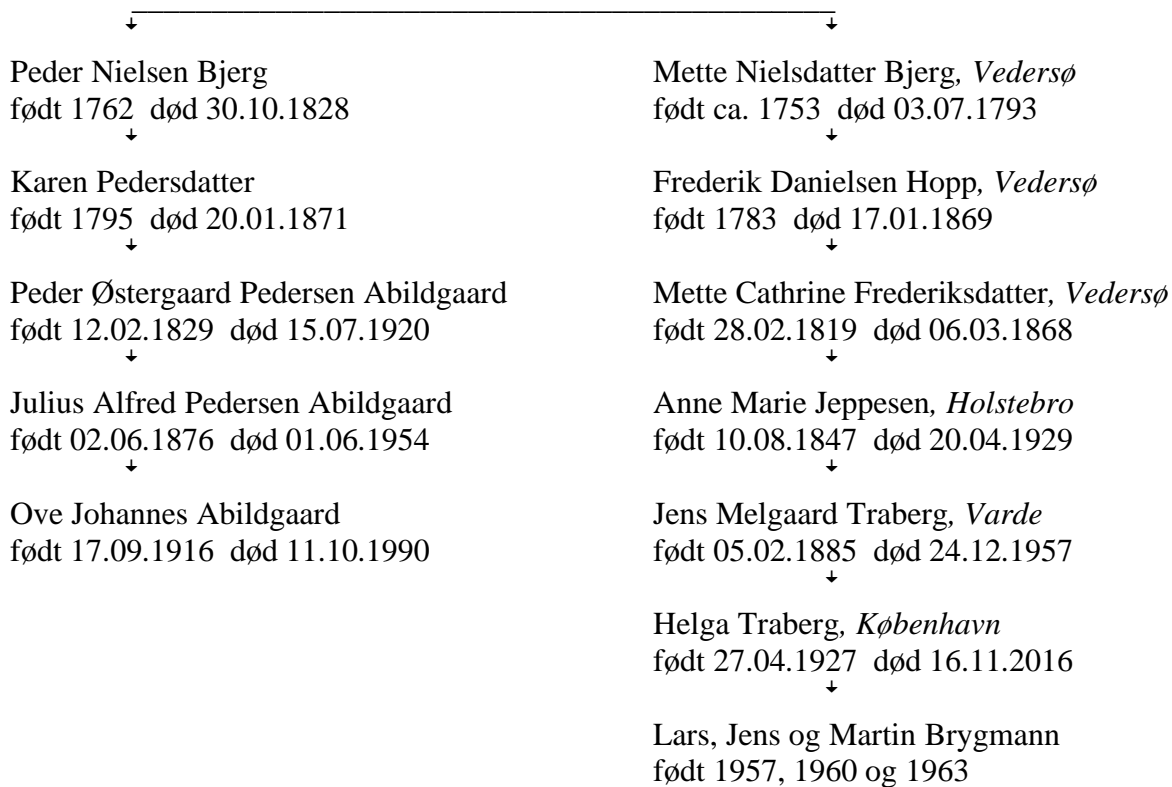 Peder Nielsen Bjerg
født 1762 død 30.10.1828
Karen Pedersdatter
født 1795 død 20.01.1871
Peder Østergaard Pedersen Abildgaard
født 12.02.1829 død 15.07.1920
Julius Alfred Pedersen Abildgaard
født 02.06.1876 død 01.06.1954
Ove Johannes Abildgaard
født 17.09.1916 død 11.10.1990
Mette Nielsdatter Bjerg, Vedersø
født ca. 1753 død 03.07.1793
Frederik Danielsen Hopp, Vedersø
født 1783 død 17.01.1869
Mette Cathrine Frederiksdatter, Vedersø
født 28.02.1819 død 06.03.1868
Anne Marie Jeppesen, Holstebro
født 10.08.1847 død 20.04.1929
Jens Melgaard Traberg, Varde
født 05.02.1885 død 24.12.1957
Helga Traberg, København
født 27.04.1927 død 16.11.2016
Lars, Jens og Martin Brygmann
født 1957, 1960 og 1963